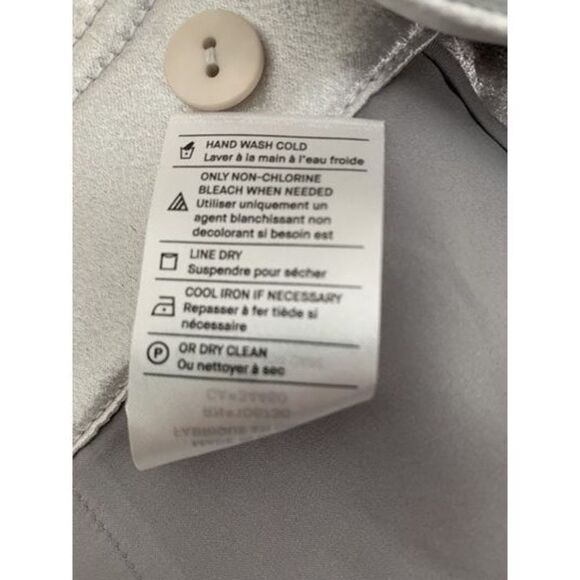 HAND WASH COLD
Laver à la main à l'eau froide
ONLY NON-CHLORINE
BLEACH WHEN NEEDED
Utiliser uniquement un
agent blanchissant non
decolorant si besoin est
LINE DRY
Suspendre pour sécher
COOL IRON IF NECESSARY
Repasser à fer tiède si
nécessaire
P OR DRY CLEAN
Ou nettoyer à sec